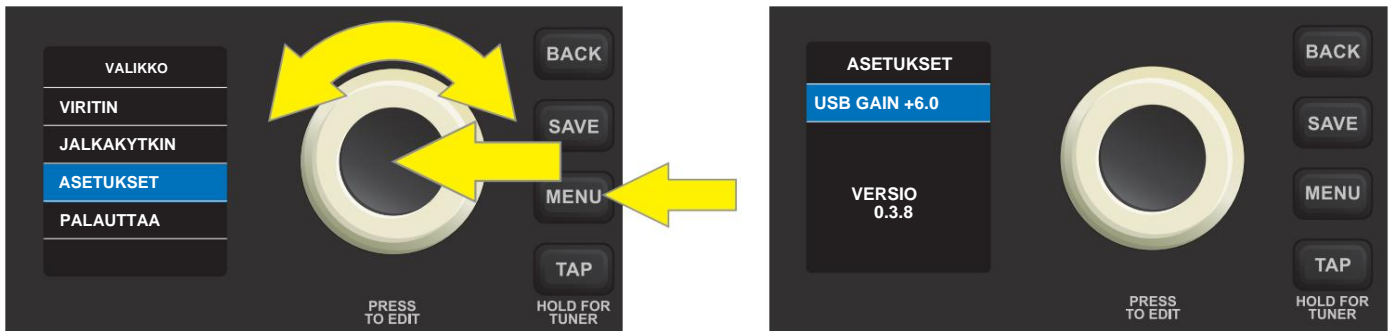 VALIKKO
VIRITIN
JALKAKYTKIN
ASETUKSET
PALAUTTAA
BACK
SAVE
MENU
TAP
PRESS
TO EDIT
HOLD FOR
TUNER
ASETUKSET
USB GAIN +6.0
VERSIO
0.3.8
BACK
SAVE
MENU
TAP
PRESS
TO EDIT
HOLD FOR
TUNER